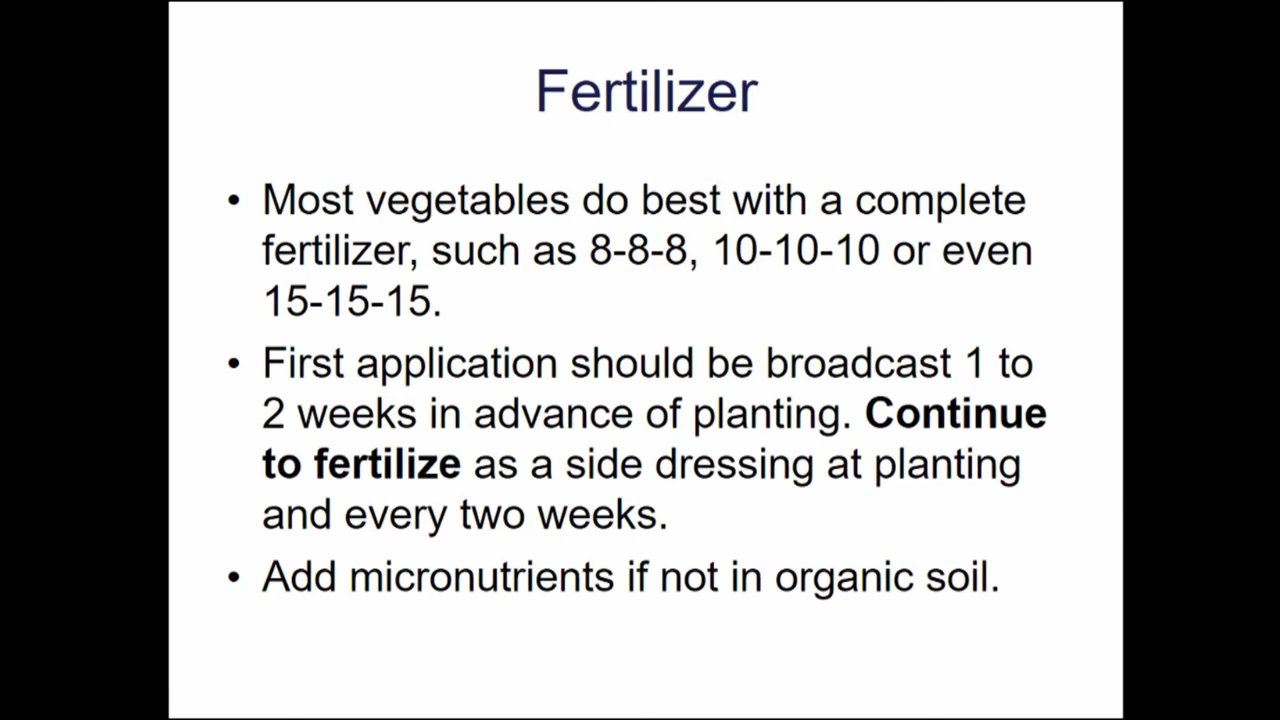 Fertilizer
• Most vegetables do best with a complete
fertilizer, such as 8-8-8, 10-10-10 or even
15-15-15.
• First application should be broadcast 1 to
2 weeks in advance of planting. Continue
to fertilize as a side dressing at planting
and every two weeks.
• Add micronutrients if not in organic soil.